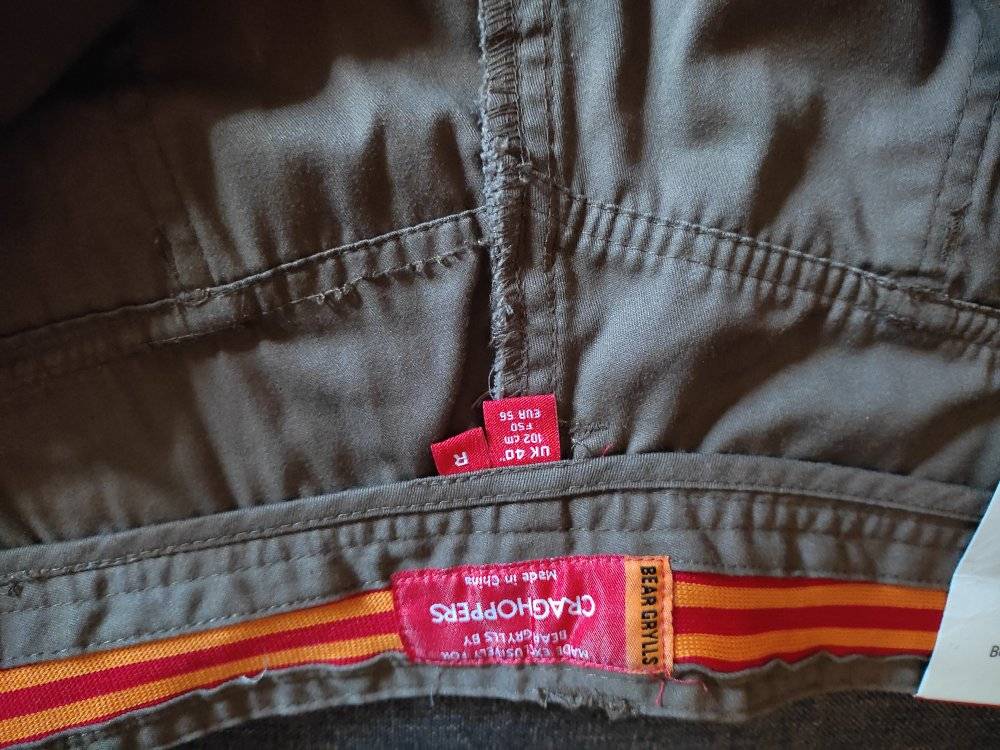 R
UK 40"
102 cm
F50
EUR 56
BEAR GRYLLS
MADE EXCLUSIVELY FOR
BEAR GRYLLS BY
CRAGHOPPERS
Made in China